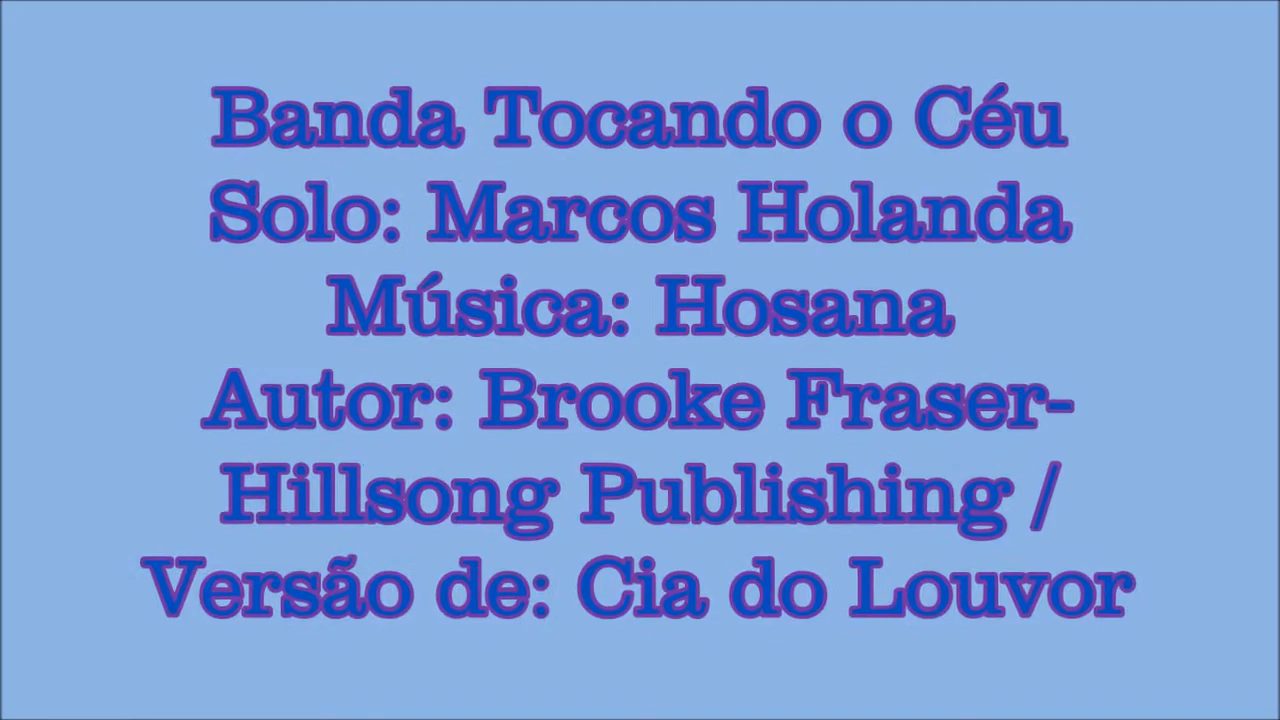 Banda Tocando o Céu
Solo: Marcos Holanda
Música: Hosana
Autor: Brooke Fraser-
Hillsong Publishing /
Versão de: Cia do Louvor